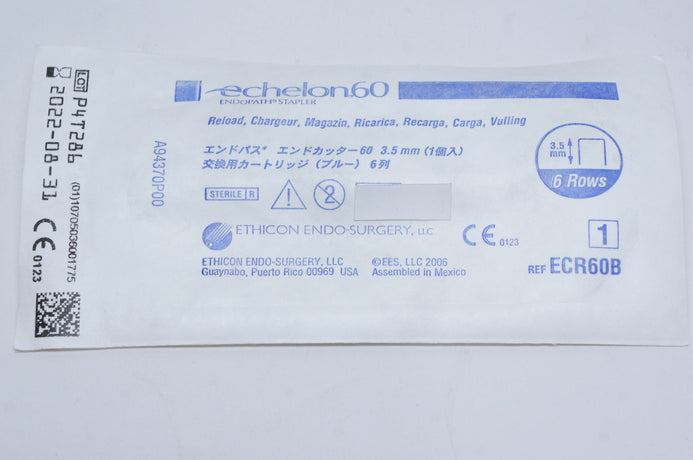 LOT P4T286
2022-08-31
(01)10705036001775
CE 0123
A94370P00
echelon60
ENDOPATH® STAPLER
Reload, Chargeur, Magazin, Ricarica, Recarga, Carga, Vulling
エンドパス* エンドカッター60 3.5 mm (1個入)
交換用カートリッジ (ブルー) 6列
3.5
mm
6 Rows
STERILE R
2
ETHICON ENDO-SURGERY, LLC
CE 0123
1
ETHICON ENDO-SURGERY, LLC ©EES, LLC 2006
Guaynabo, Puerto Rico 00969 USA Assembled in Mexico
REF ECR60B